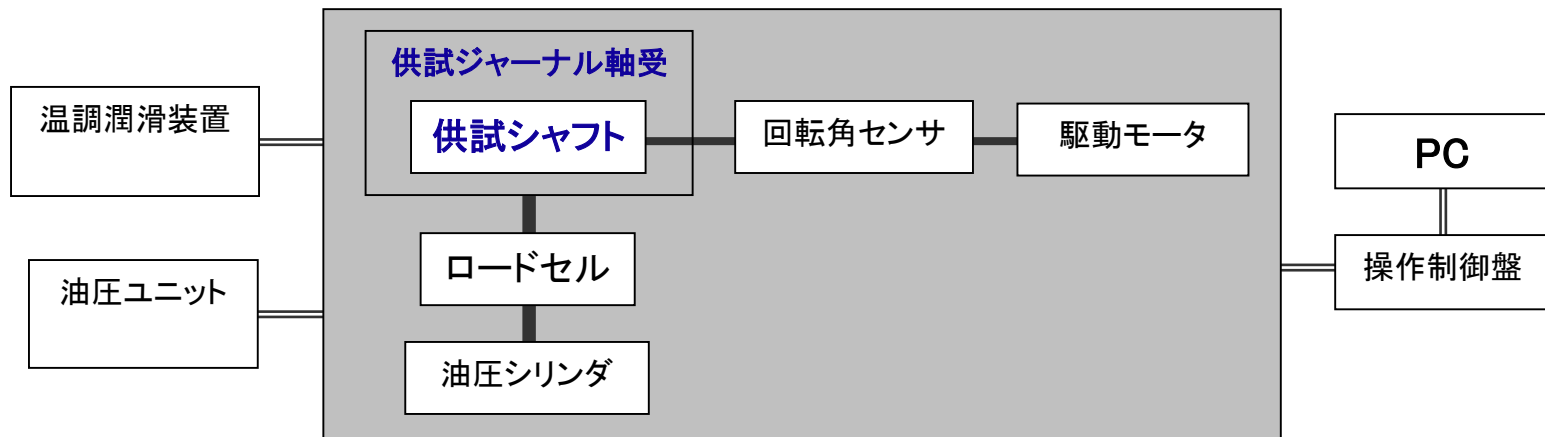 供試ジャーナル軸受
温調潤滑装置
供試シャフト
回転角センサ
駆動モータ
PC
ロードセル
操作制御盤
油圧ユニット
油圧シリンダ